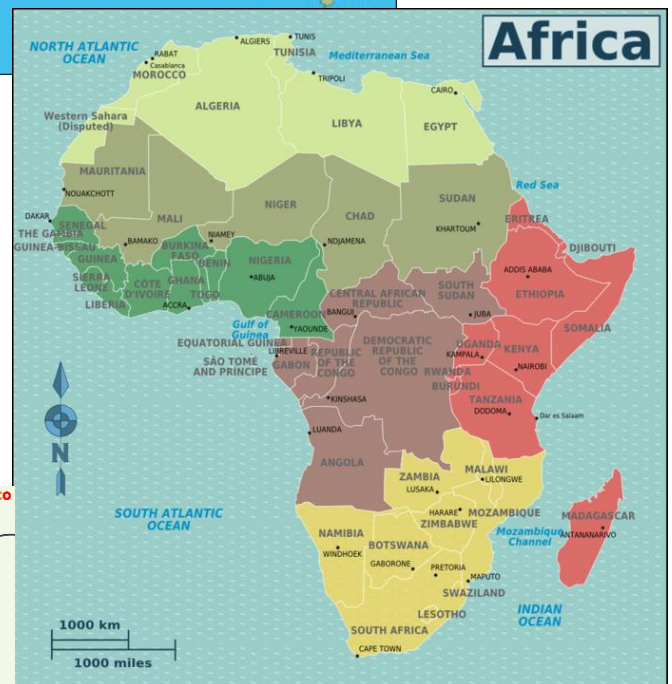 Africa
NORTH ATLANTIC
OCEAN
ALGIERS
TUNIS
TUNISIA
Mediterranean Sea
RABAT
Casablanca
MOROCCO
TRIPOLI
CAIRO
ALGERIA
LIBYA
EGYPT
Western Sahara
(Disputed)
MAURITANIA
NOUAKCHOTT
MALI
NIGER
CHAD
SUDAN
KHARTOUM
Red Sea
ERITREA
DJIBOUTI
DAKAR
SENEGAL
THE GAMBIA
GUINEA-BISSAU
BAMAKO
BURKINA
FASO
NIAMEY
NDJAMENA
GUINEA
SIERRA
LEONE
LIBERIA
CÔTE
D'IVOIRE
GHANA
TOGO
BENIN
ACCRA
NIGERIA
ABUJA
ADDIS ABABA
ETHIOPIA
SOMALIA
CENTRAL AFRICAN
REPUBLIC
BANGUI
SOUTH
SUDAN
JUBA
CAMEROON
YAOUNDE
Gulf of
Guinea
EQUATORIAL GUINEA
LIBREVILLE
SÃO TOMÉ
AND PRÍNCIPE
GABON
REPUBLIC
OF THE
CONGO
DEMOCRATIC
REPUBLIC
OF THE
CONGO
RWANDA
BURUNDI
UGANDA
KAMPALA
KENYA
NAIROBI
KINSHASA
TANZANIA
DODOMA
Dar es Salaam
LUANDA
ANGOLA
N
ZAMBIA
LUSAKA
MALAWI
LILONGWE
co
SOUTH ATLANTIC
OCEAN
HARARE
ZIMBABWE
MOZAMBIQUE
Mozambique
Channel
MADAGASCAR
ANTANANARIVO
NAMIBIA
WINDHOEK
BOTSWANA
GABORONE
PRETORIA
MAPUTO
SWAZILAND
LESOTHO
INDIAN
OCEAN
SOUTH AFRICA
CAPE TOWN
1000 km
1000 miles